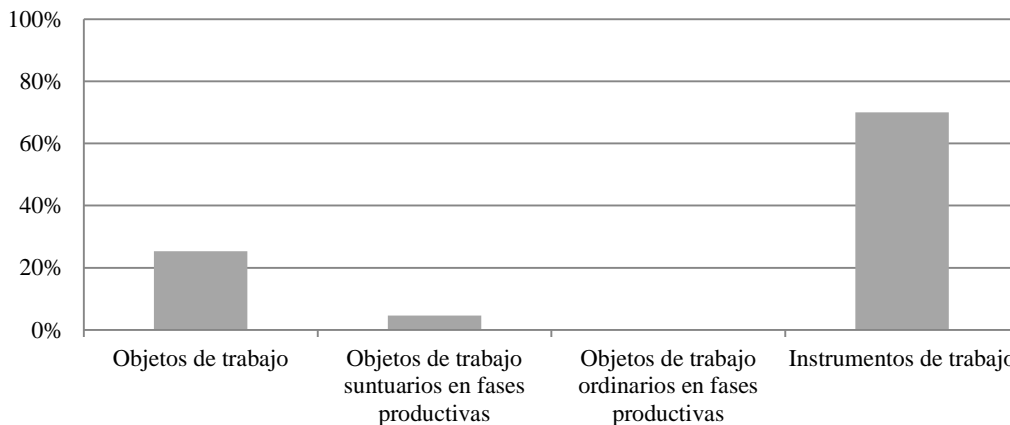 100%
80%
60%
40%
20%
0%
Objetos de trabajo
Objetos de trabajo
suntuarios en fases
productivas
Objetos de trabajo
ordinarios en fases
productivas
Instrumentos de trabajo